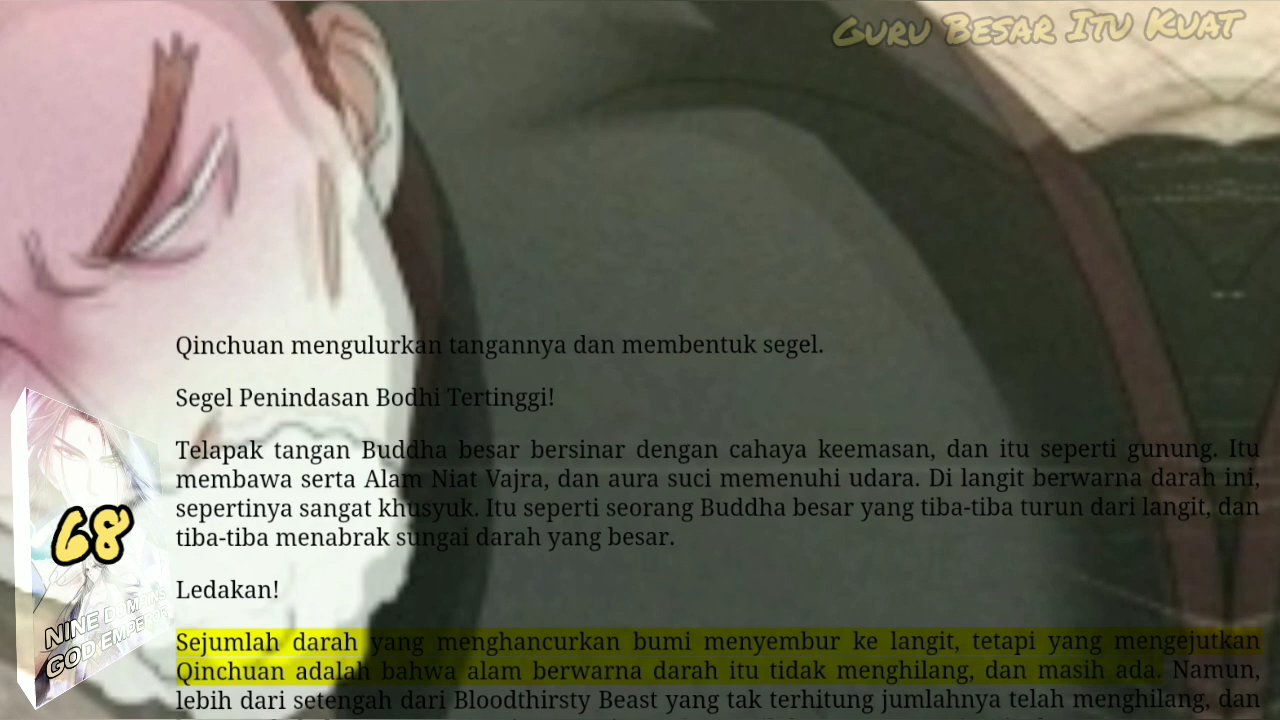 Guru Besar Itu Kuat
Qinchuan mengulurkan tangannya dan membentuk segel.
Segel Penindasan Bodhi Tertinggi!
Telapak tangan Buddha besar bersinar dengan cahaya keemasan, dan itu seperti gunung. Itu
membawa serta Alam Niat Vajra, dan aura suci memenuhi udara. Di langit berwarna darah ini,
sepertinya sangat khusyuk. Itu seperti seorang Buddha besar yang tiba-tiba turun dari langit, dan
tiba-tiba menabrak sungai darah yang besar.
Ledakan!
Sejumlah darah yang menghancurkan bumi menyembur ke langit, tetapi yang mengejutkan
Qinchuan adalah bahwa alam berwarna darah itu tidak menghilang, dan masih ada. Namun,
lebih dari setengah dari Bloodthirsty Beast yang tak terhitung jumlahnya telah menghilang, dan
68
NINE DOMAINS
GOD EMPEROR